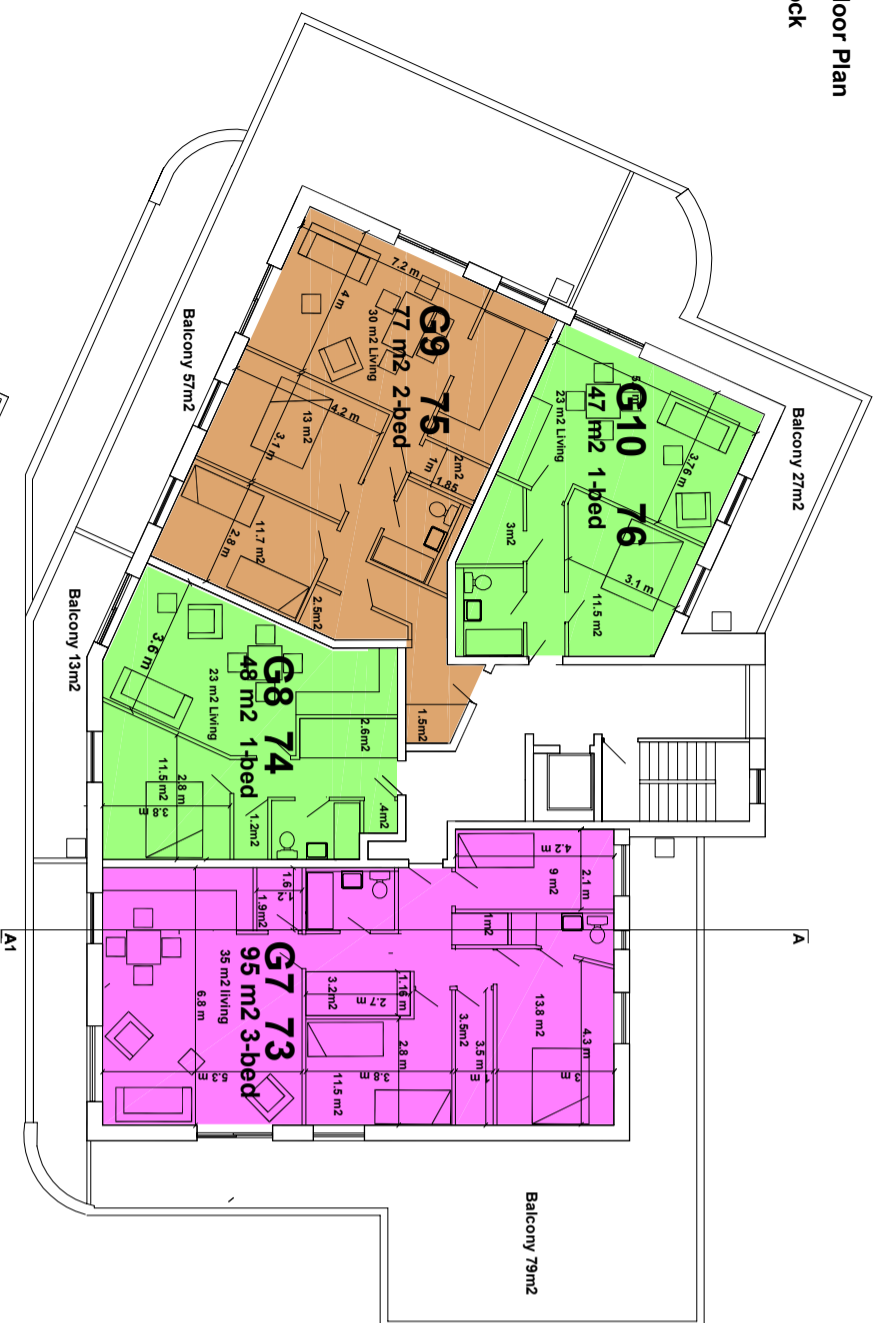 loor Plan
ock
Balcony 27m2
G10 76
47 m2 1-bed
23 m2 Living
3.76 m
3.1 m
11.5 m2
3m2
G9 75
77 m2 2-bed
30 m2 Living
7.2 m
4 m
4.2 m
13 m2
3.7 m
2m2
1m
1.85
11.7 m2
2.8 m
2.5m2
1.5m2
Balcony 57m2
Balcony 13m2
G8 74
48 m2 1-bed
23 m2 Living
3.6 m
2.6m2
11.5 m2
2.8 m
3.8 m
1.2m2
.4m2
G7 73
95 m2 3-bed
35 m2 living
6.8 m
5.3 m
1.6
1.9m2
3.2m2
2.7 m
1.16 m
2.8 m
3.8 m
11.5 m2
3.5m2
3.5 m
1 m
13.8 m2
4.3 m
3 m
1m2
9 m2
2.1 m
4.2 m
A
A1
Balcony 79m2